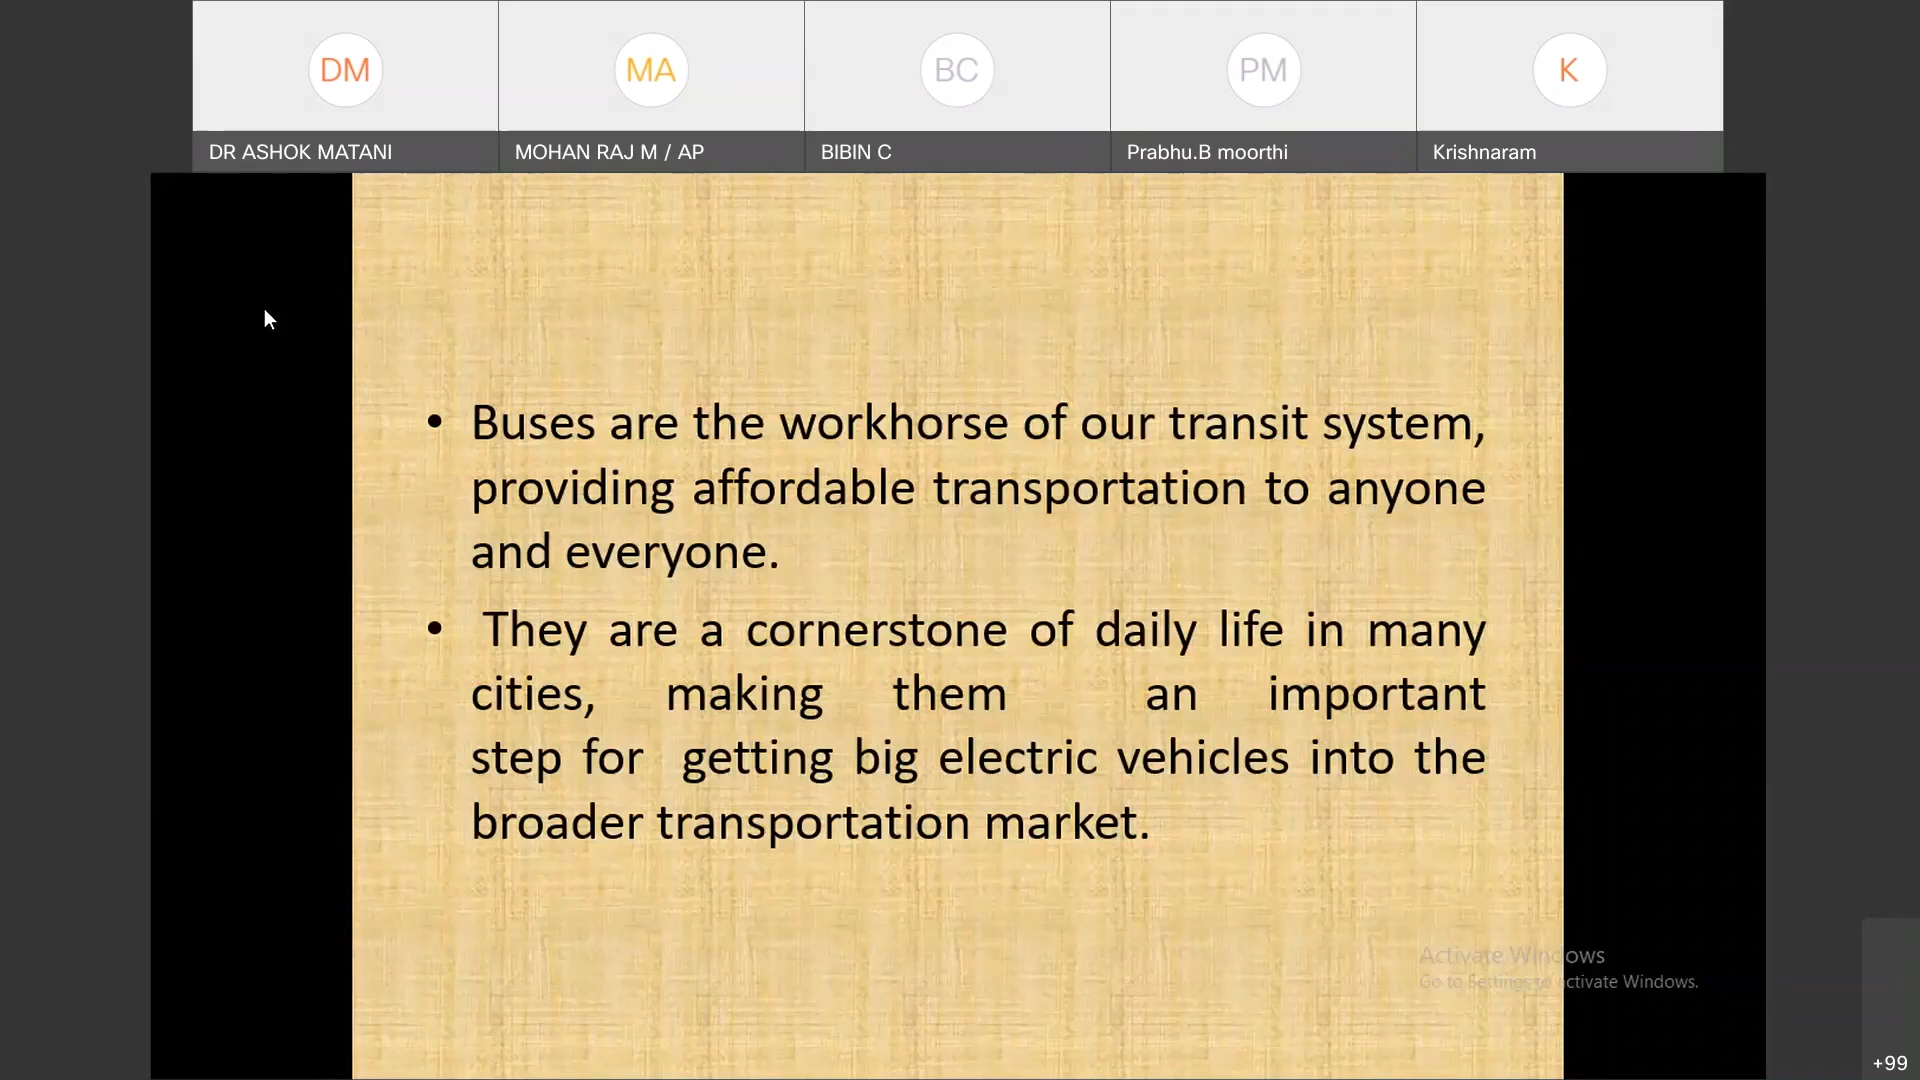 DM MA BC PM K
DR ASHOK MATANI MOHAN RAJ M / AP BIBIN C Prabhu.B moorthi Krishnaram
• Buses are the workhorse of our transit system,
providing affordable transportation to anyone
and everyone.
• They are a cornerstone of daily life in many
cities, making them an important
step for getting big electric vehicles into the
broader transportation market.
Activate Windows
Go to Settings to activate Windows.
+99